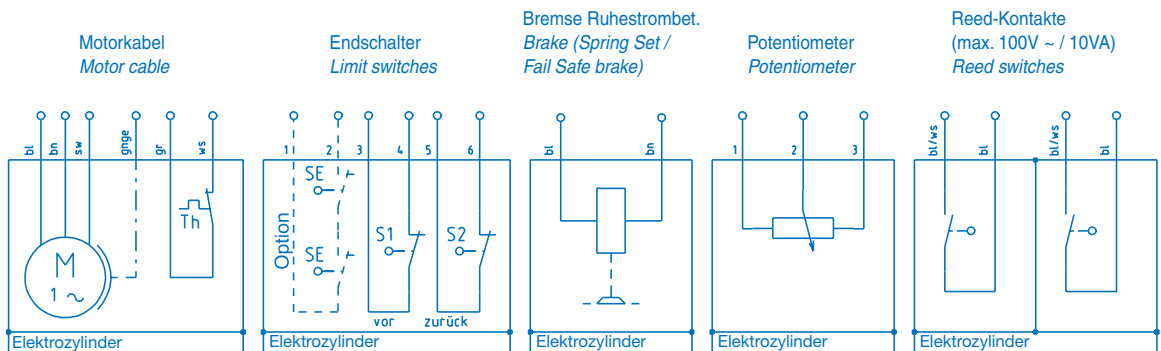 Motorkabel
Motor cable
bl
bn
sw
gnge
gr
ws
M
1 ~
Th
Elektrozylinder
Endschalter
Limit switches
1
2
3
4
5
6
SE
SE
Option
S1
S2
vor
zurück
Elektrozylinder
Bremse Ruhestrombet.
Brake (Spring Set /
Fail Safe brake)
bl
bn
Elektrozylinder
Potentiometer
Potentiometer
1
2
3
Elektrozylinder
Reed-Kontakte
(max. 100V ~ / 10VA)
Reed switches
bl/ws
bl
bl/ws
bl
Elektrozylinder